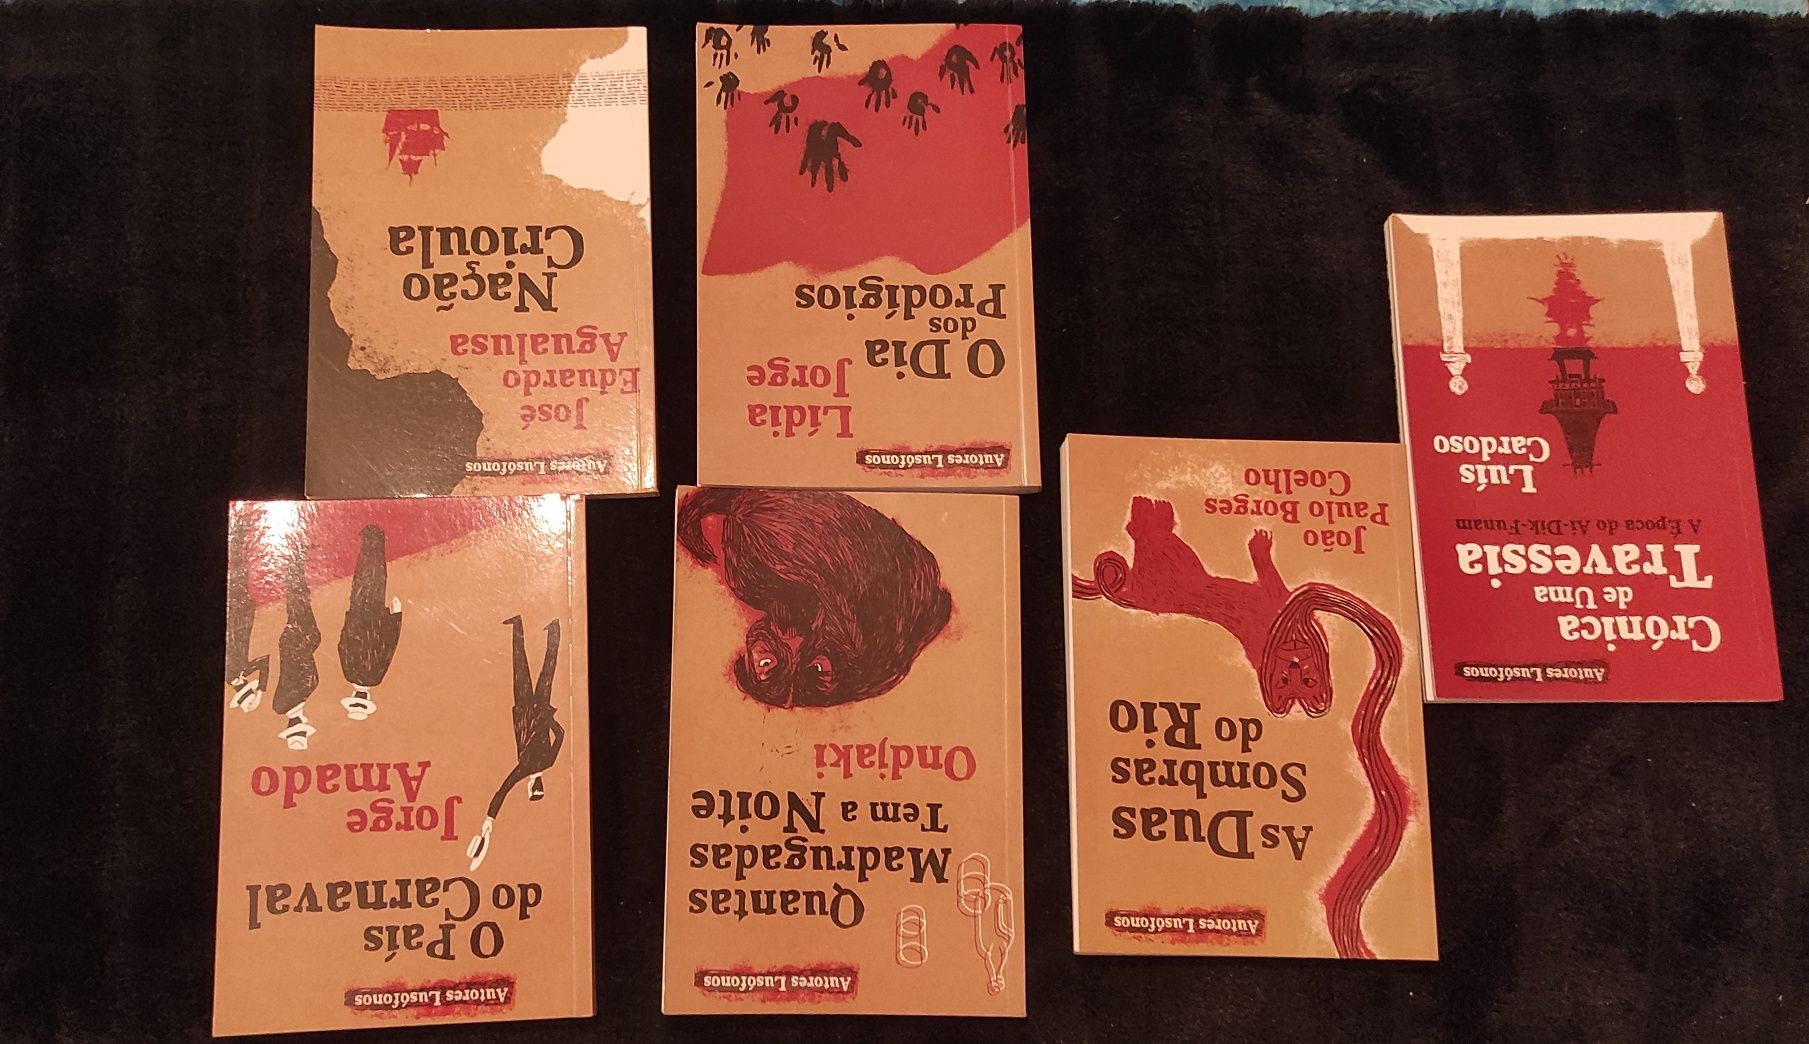 Autores Lusófonos
Crónica
de Uma
Travessia
A Época do Ai-Dik-Funam
Luís
Cardoso
Autores Lusófonos
As Duas
Sombras
do Rio
João
Paulo Borges
Coelho
Autores Lusófonos
Quantas
Madrugadas
Tem a Noite
Ondjaki
Autores Lusófonos
O País
do Carnaval
Jorge
Amado
Autores Lusófonos
Lídia
Jorge
O Dia
dos
Prodígios
Autores Lusófonos
José
Eduardo
Agualusa
Nação
Crioula